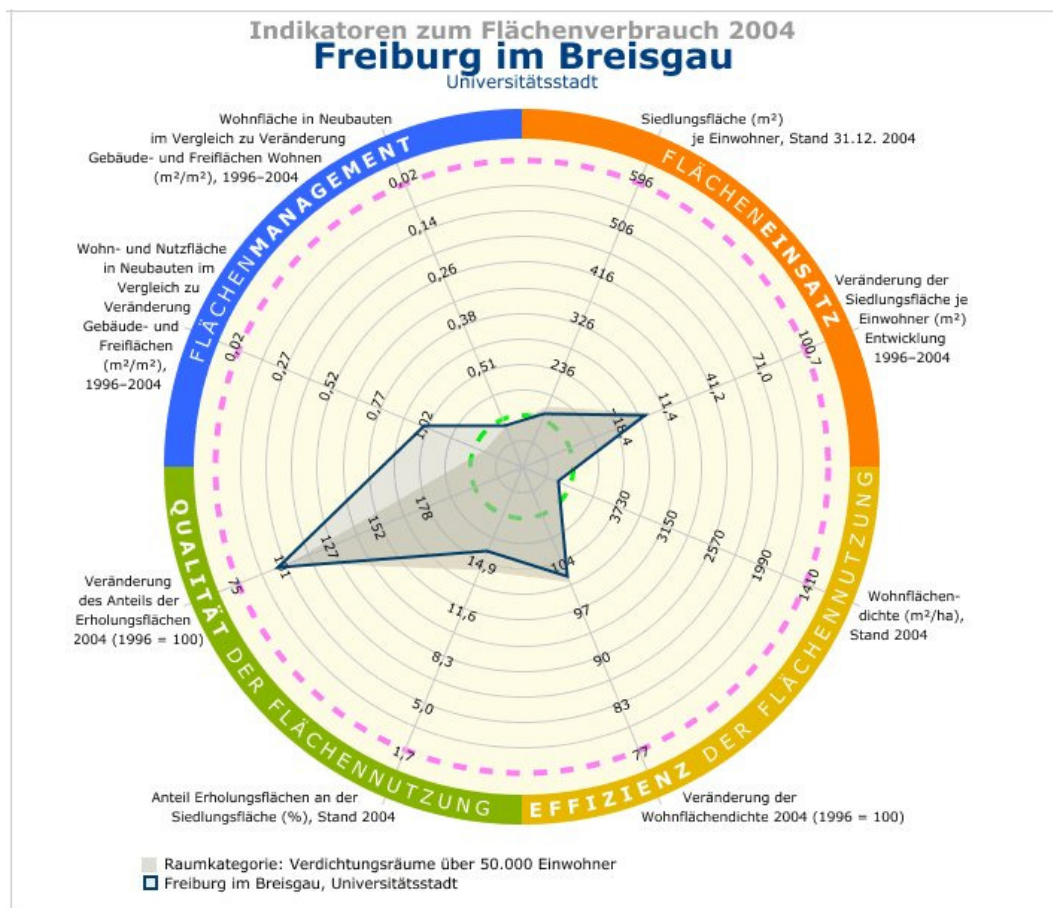 Indikatoren zum Flächenverbrauch 2004
Freiburg im Breisgau
Universitätsstadt
Wohnfläche in Neubauten
im Vergleich zu Veränderung
Gebäude- und Freiflächen Wohnen
(m²/m²), 1996–2004
Siedlungsfläche (m²)
je Einwohner, Stand 31.12. 2004
FLÄCHENMANAGEMENT
FLÄCHENEINSATZ
Wohn- und Nutzfläche
in Neubauten im
Vergleich zu
Veränderung
Gebäude- und
Freiflächen
(m²/m²),
1996–2004
Veränderung der
Siedlungsfläche je
Einwohner (m²)
Entwicklung
1996–2004
0,02
0,14
0,26
0,38
0,51
596
506
416
326
236
0,02
0,27
0,52
0,77
1,02
100,7
71,0
41,2
11,4
-18,4
178
152
127
101
75
3730
3150
2570
1990
1410
14,9
11,6
8,3
5,0
1,7
104
97
90
83
77
Veränderung
des Anteils der
Erholungsflächen
2004 (1996 = 100)
Wohnflächen-
dichte (m²/ha),
Stand 2004
QUALITÄT DER FLÄCHENNUTZUNG
EFFIZIENZ DER FLÄCHENNUTZUNG
Anteil Erholungsflächen an der
Siedlungsfläche (%), Stand 2004
Veränderung der
Wohnflächendichte 2004 (1996 = 100)
Raumkategorie: Verdichtungsräume über 50.000 Einwohner
Freiburg im Breisgau, Universitätsstadt